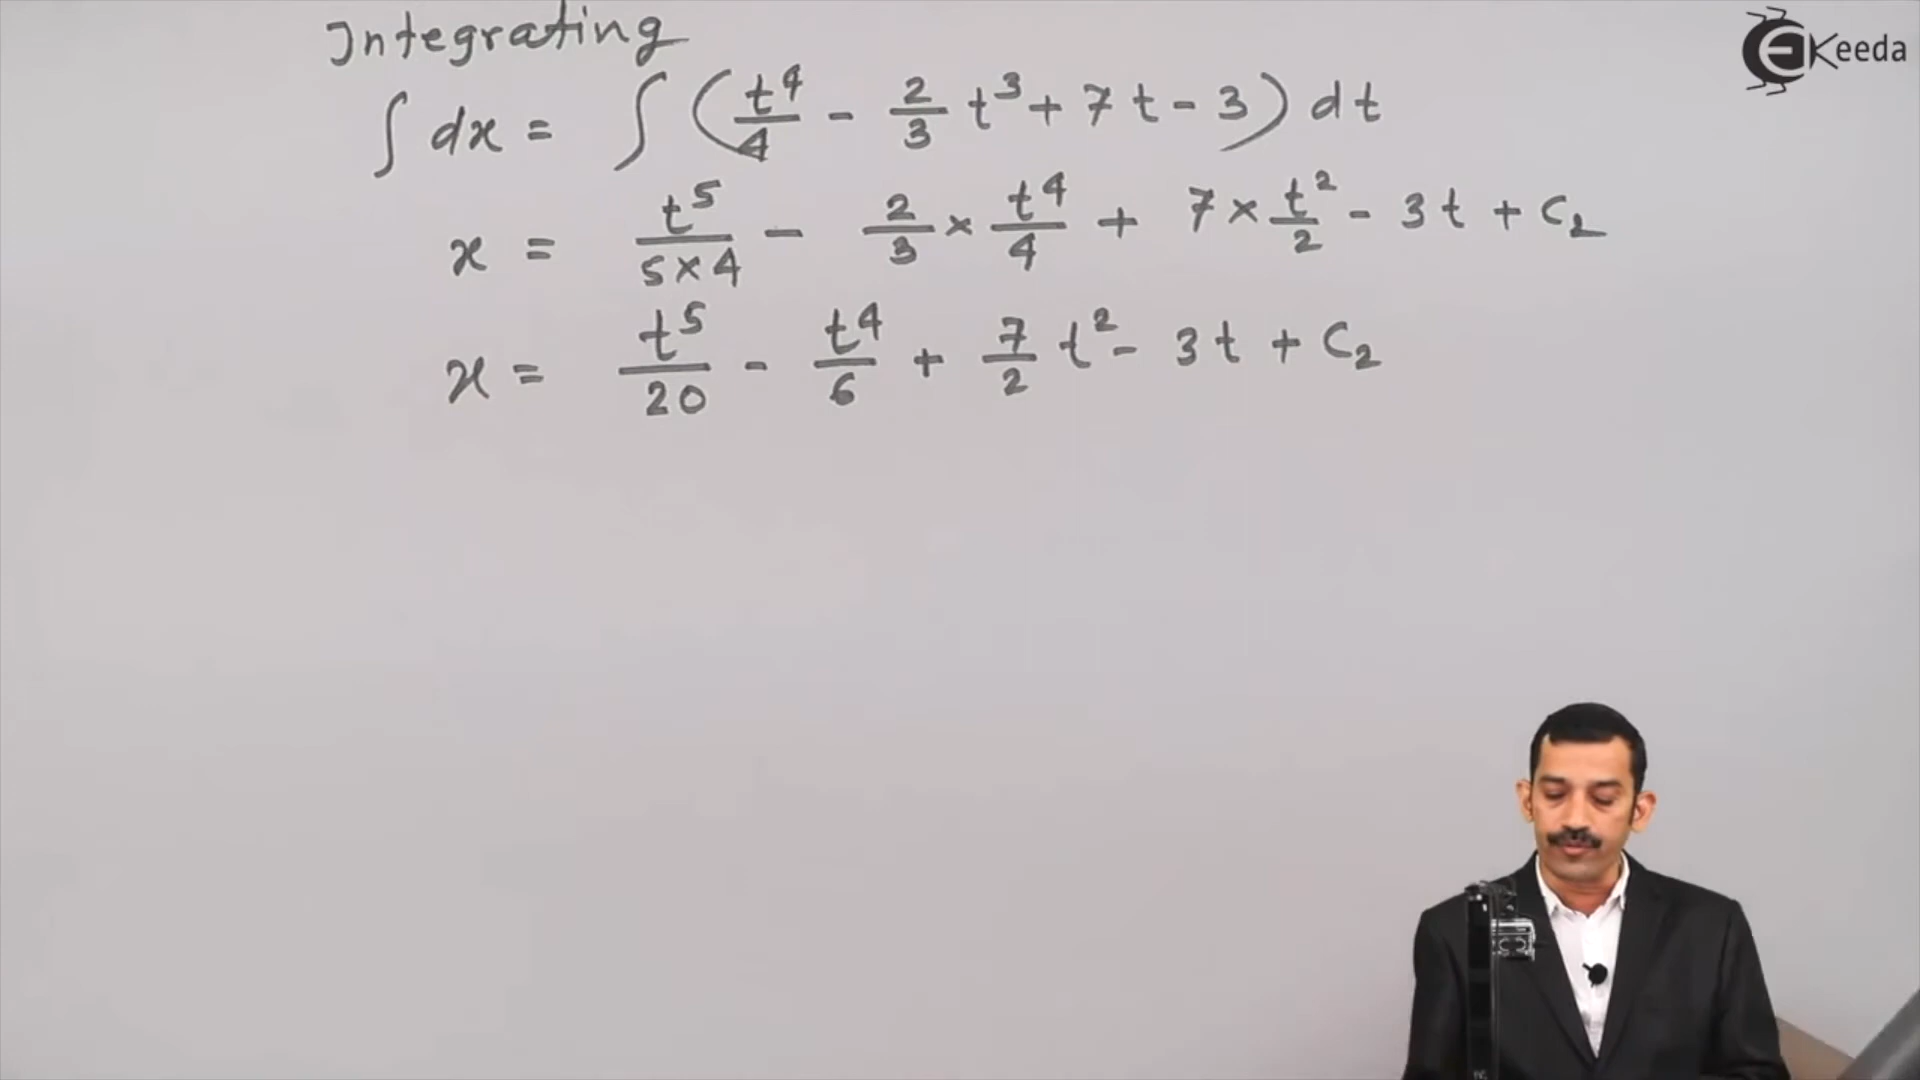 Integrating
∫ dx = ∫ (t⁴/4 - 2/3 t³ + 7t - 3) dt
x = t⁵/(5×4) - 2/3 × t⁴/4 + 7 × t²/2 - 3t + C₂
x = t⁵/20 - t⁴/6 + 7/2 t² - 3t + C₂
EKeeda